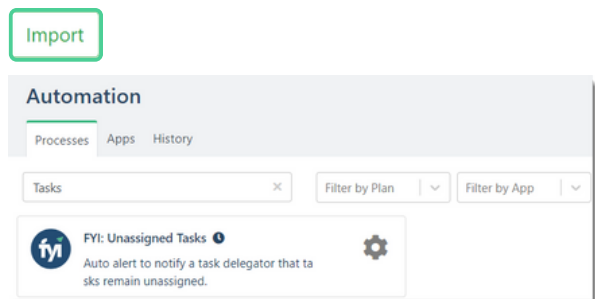 Import
Automation
Processes Apps History
Tasks Filter by Plan Filter by App
fyi FYI: Unassigned Tasks
Auto alert to notify a task delegator that ta
sks remain unassigned.